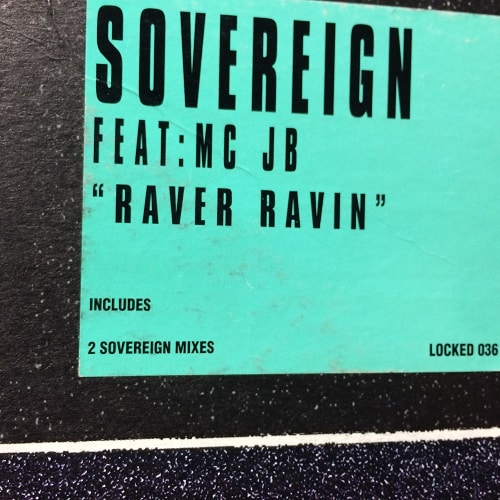 SOVEREIGN
FEAT:MC JB
"RAVER RAVIN"
INCLUDES
2 SOVEREIGN MIXES
LOCKED 036